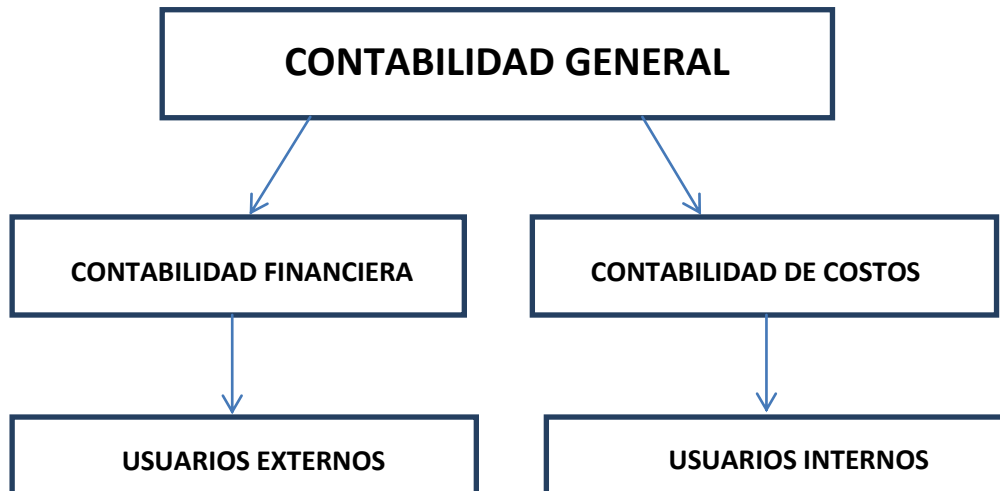 CONTABILIDAD GENERAL
CONTABILIDAD FINANCIERA
CONTABILIDAD DE COSTOS
USUARIOS EXTERNOS
USUARIOS INTERNOS